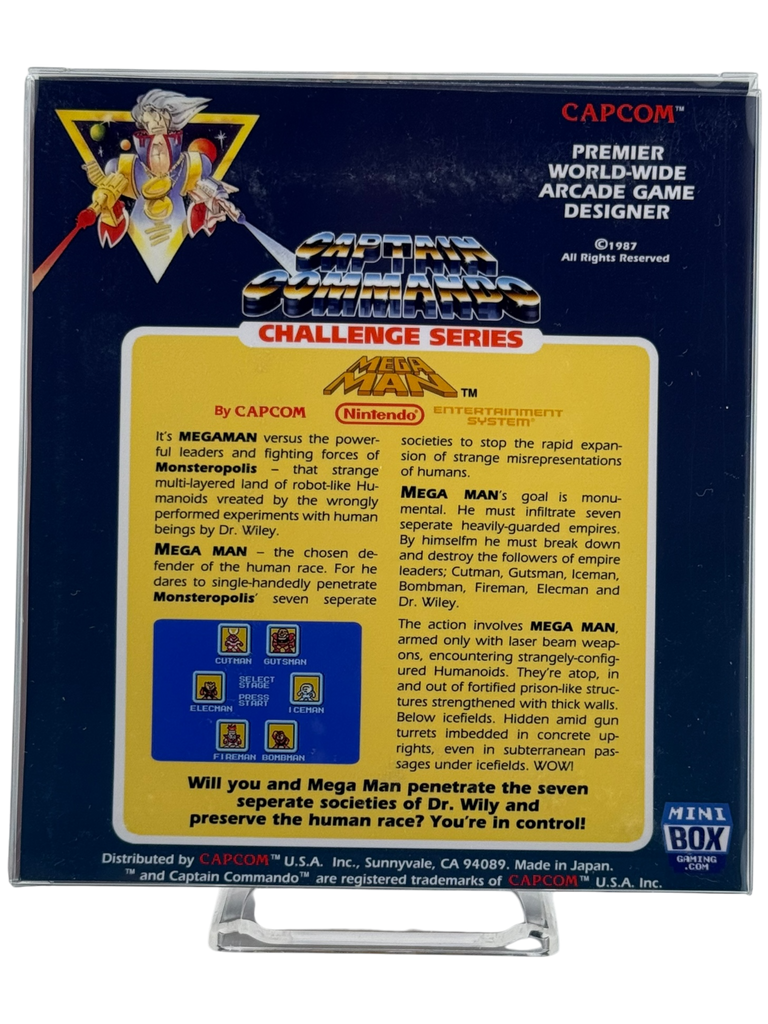 CAPCOM™
PREMIER
WORLD-WIDE
ARCADE GAME
DESIGNER
©1987
All Rights Reserved
CAPTAIN
COMMANDO
CHALLENGE SERIES
MEGA
MAN™
By CAPCOM
Nintendo®
ENTERTAINMENT
SYSTEM®
It's MEGAMAN versus the power-
ful leaders and fighting forces of
Monsteropolis – that strange
multi-layered land of robot-like Hu-
manoids vreated by the wrongly
performed experiments with human
beings by Dr. Wiley.
MEGA MAN – the chosen de-
fender of the human race. For he
dares to single-handedly penetrate
Monsteropolis' seven seperate
societies to stop the rapid expan-
sion of strange misrepresentations
of humans.
MEGA MAN's goal is monu-
mental. He must infiltrate seven
seperate heavily-guarded empires.
By himselfm he must break down
and destroy the followers of empire
leaders; Cutman, Gutsman, Iceman,
Bombman, Fireman, Elecman and
Dr. Wiley.
The action involves MEGA MAN,
armed only with laser beam weap-
ons, encountering strangely-config-
ured Humanoids. They're atop, in
and out of fortified prison-like struc-
tures strengthened with thick walls.
Below icefields. Hidden amid gun
turrets imbedded in concrete up-
rights, even in subterranean pas-
sages under icefields. WOW!
CUTMAN GUTSMAN
SELECT
STAGE
PRESS
START
ELECMAN ICEMAN
FIREMAN BOMBMAN
Will you and Mega Man penetrate the seven
seperate societies of Dr. Wily and
preserve the human race? You're in control!
MINI
BOX
GAMING
.COM
Distributed by CAPCOM™ U.S.A. Inc., Sunnyvale, CA 94089. Made in Japan.
™ and Captain Commando™ are registered trademarks of CAPCOM™ U.S.A. Inc.